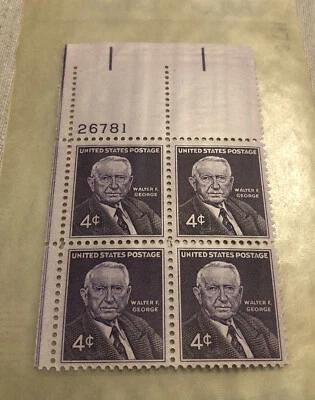 26781
UNITED STATES POSTAGE
WALTER F.
GEORGE
4¢
UNITED STATES POSTAGE
WALTER F.
GEORGE
4¢
UNITED STATES POSTAGE
WALTER F.
GEORGE
4¢
UNITED STATES POSTAGE
WALTER F.
GEORGE
4¢